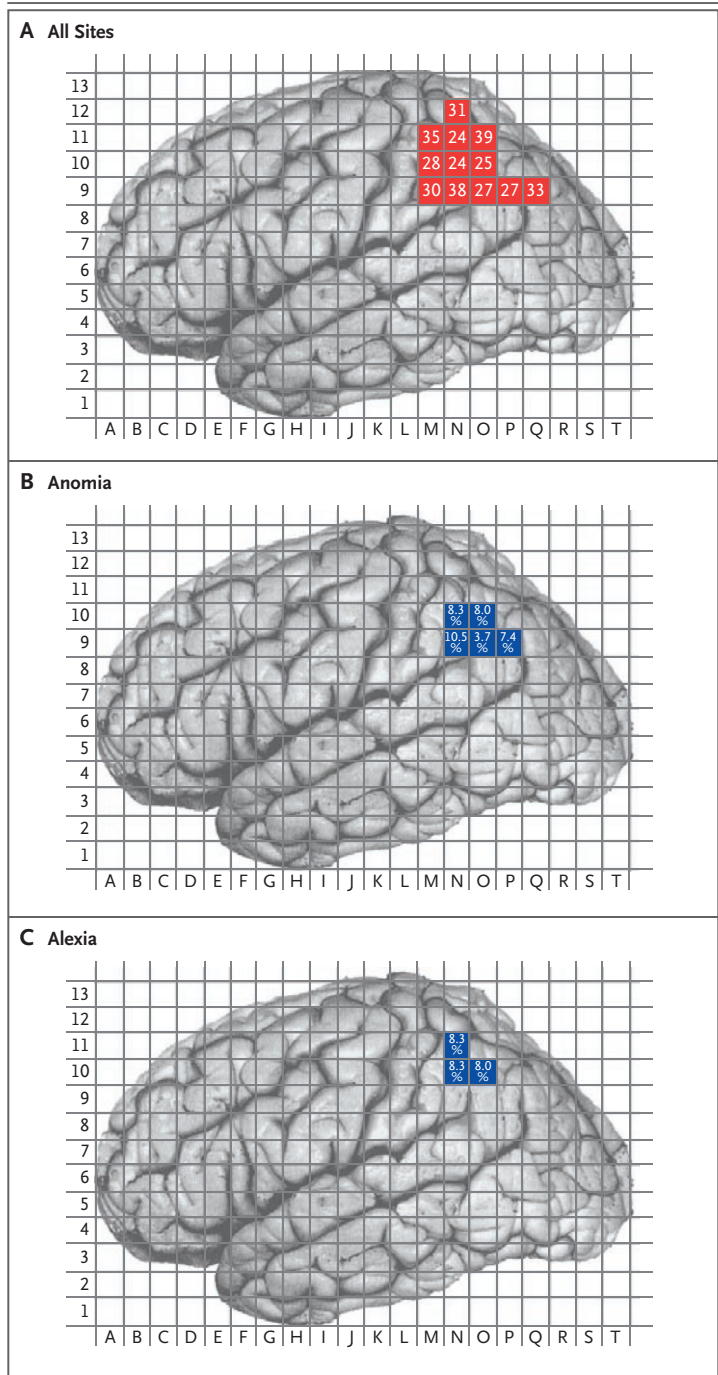 A All Sites
13
12 31
11 35 24 39
10 28 24 25
9 30 38 27 27 33
8
7
6
5
4
3
2
1
A B C D E F G H I J K L M N O P Q R S T
B Anomia
13
12
11
10 8.3 % 8.0 %
9 10.5 % 3.7 % 7.4 %
8
7
6
5
4
3
2
1
A B C D E F G H I J K L M N O P Q R S T
C Alexia
13
12
11 8.3 %
10 8.3 % 8.0 %
9
8
7
6
5
4
3
2
1
A B C D E F G H I J K L M N O P Q R S T